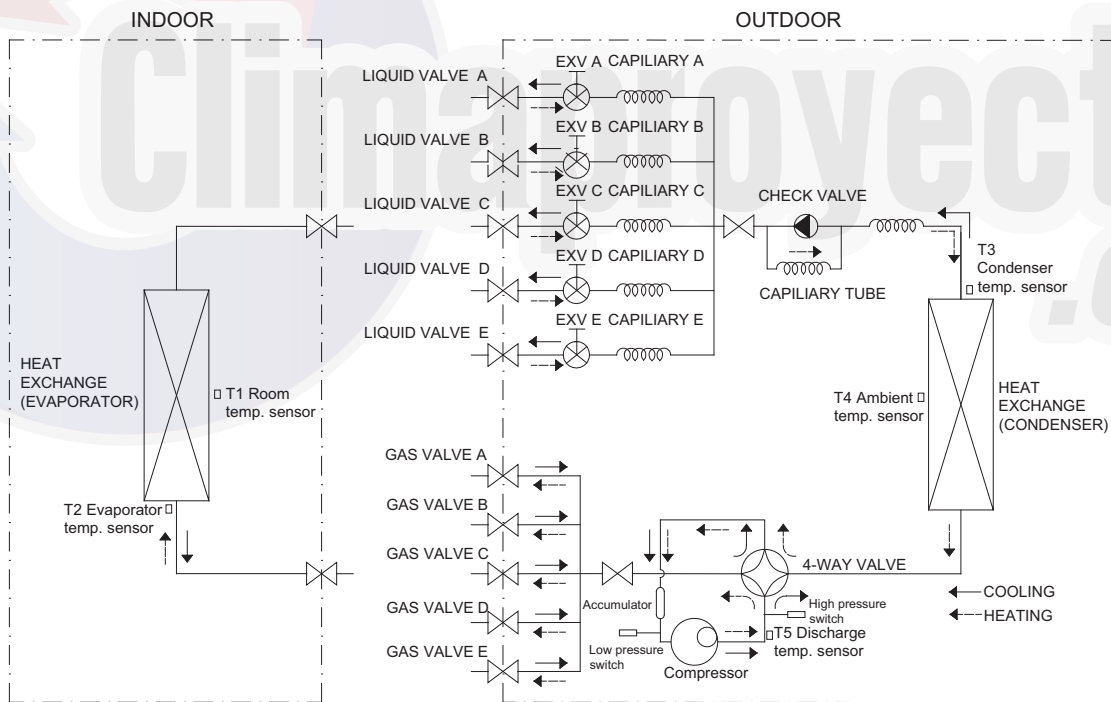 INDOOR
OUTDOOR
Climaproyect
LIQUID VALVE A
EXV A CAPILIARY A
LIQUID VALVE B
EXV B CAPILIARY B
LIQUID VALVE C
EXV C CAPILIARY C
CHECK VALVE
LIQUID VALVE D
EXV D CAPILIARY D
CAPILIARY TUBE
T3
Condenser
temp. sensor
LIQUID VALVE E
EXV E CAPILIARY E
HEAT
EXCHANGE
(EVAPORATOR)
T1 Room
temp. sensor
T4 Ambient
temp. sensor
HEAT
EXCHANGE
(CONDENSER)
T2 Evaporator
temp. sensor
GAS VALVE A
GAS VALVE B
GAS VALVE C
GAS VALVE D
GAS VALVE E
4-WAY VALVE
Accumulator
High pressure
switch
Low pressure
switch
T5 Discharge
temp. sensor
Compressor
COOLING
HEATING